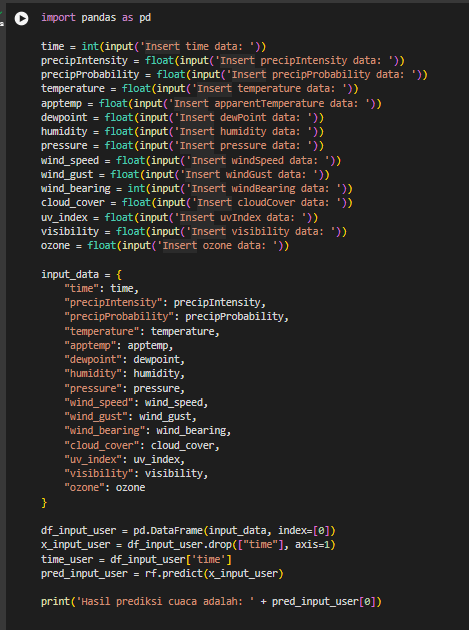 import pandas as pd
time = int(input('Insert time data: '))
precipIntensity = float(input('Insert precipIntensity data: '))
precipProbability = float(input('Insert precipProbability data: '))
temperature = float(input('Insert temperature data: '))
apptemp = float(input('Insert apparentTemperature data: '))
dewpoint = float(input('Insert dewPoint data: '))
humidity = float(input('Insert humidity data: '))
pressure = float(input('Insert pressure data: '))
wind_speed = float(input('Insert windSpeed data: '))
wind_gust = float(input('Insert windGust data: '))
wind_bearing = int(input('Insert windBearing data: '))
cloud_cover = float(input('Insert cloudCover data: '))
uv_index = float(input('Insert uvIndex data: '))
visibility = float(input('Insert visibility data: '))
ozone = float(input('Insert ozone data: '))
input_data = {
    "time": time,
    "precipIntensity": precipIntensity,
    "precipProbability": precipProbability,
    "temperature": temperature,
    "apptemp": apptemp,
    "dewpoint": dewpoint,
    "humidity": humidity,
    "pressure": pressure,
    "wind_speed": wind_speed,
    "wind_gust": wind_gust,
    "wind_bearing": wind_bearing,
    "cloud_cover": cloud_cover,
    "uv_index": uv_index,
    "visibility": visibility,
    "ozone": ozone
}
df_input_user = pd.DataFrame(input_data, index=[0])
x_input_user = df_input_user.drop(["time"], axis=1)
time_user = df_input_user['time']
pred_input_user = rf.predict(x_input_user)
print('Hasil prediksi cuaca adalah: ' + pred_input_user[0])